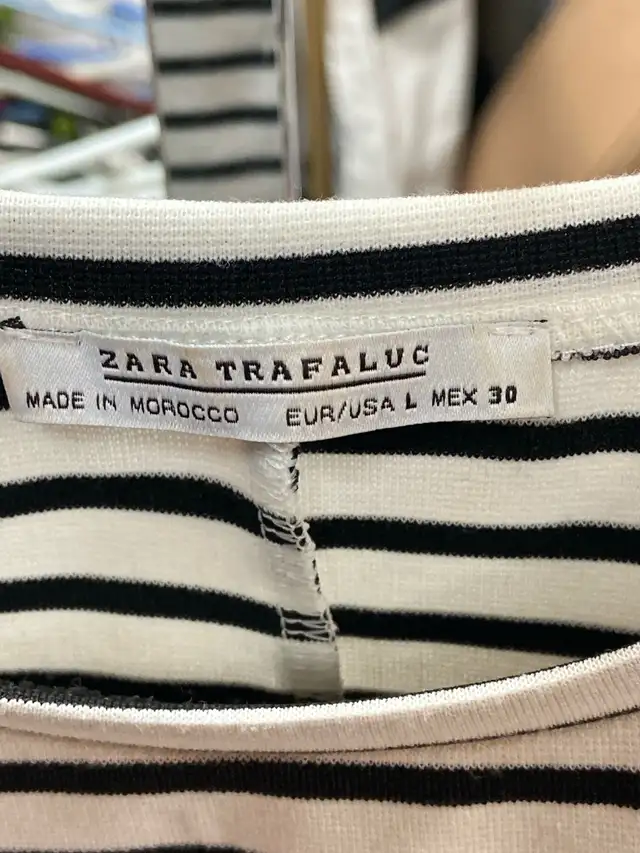 ZARA TRAFALUC
MADE IN MOROCCO EUR/USA L MEX 30